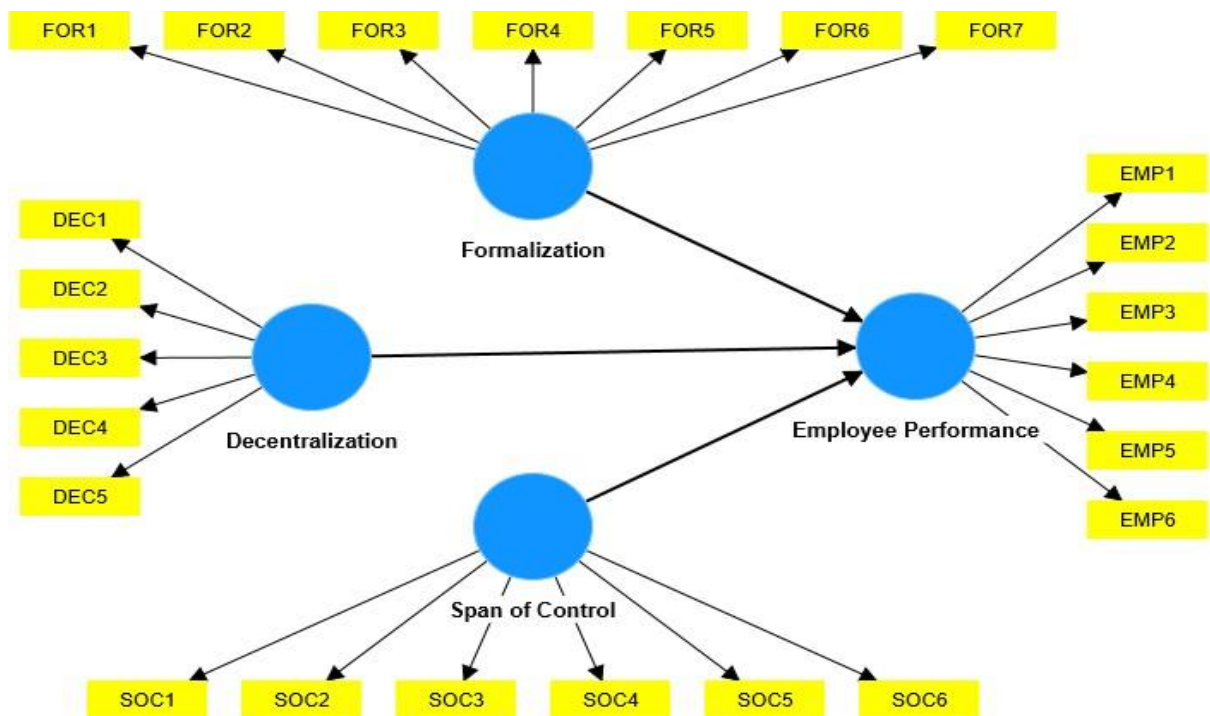 FOR1
FOR2
FOR3
FOR4
FOR5
FOR6
FOR7
Formalization
DEC1
DEC2
DEC3
DEC4
DEC5
Decentralization
EMP1
EMP2
EMP3
EMP4
EMP5
EMP6
Employee Performance
Span of Control
SOC1
SOC2
SOC3
SOC4
SOC5
SOC6